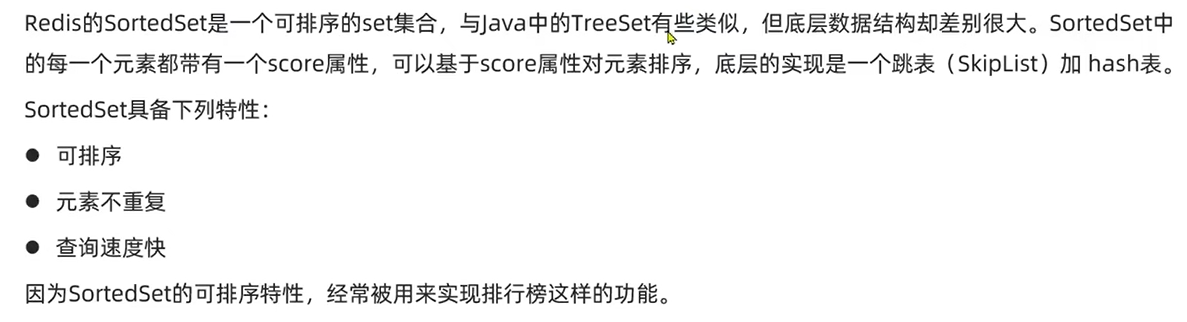 Redis的SortedSet是一个可排序的set集合，与Java中的TreeSet有些类似，但底层数据结构却差别很大。SortedSet中
的每一个元素都带有一个score属性，可以基于score属性对元素排序，底层的实现是一个跳表（SkipList）加 hash表。
SortedSet具备下列特性：
● 可排序
● 元素不重复
● 查询速度快
因为SortedSet的可排序特性，经常被用来实现排行榜这样的功能。